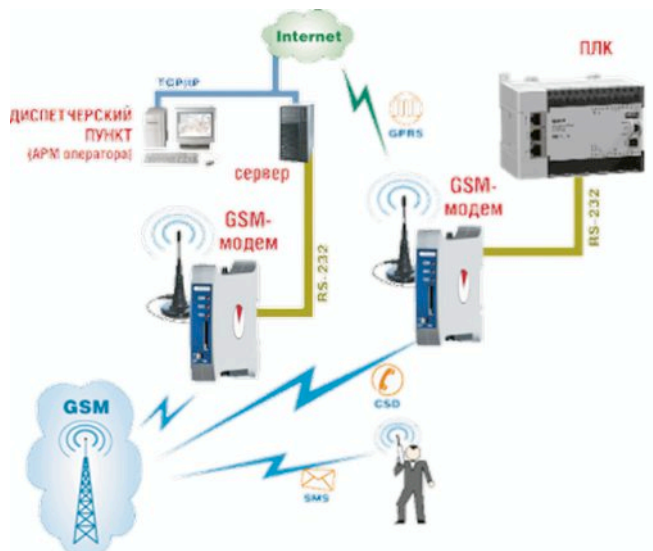 Internet
ПЛК
TCP/IP
GPRS
ДИСПЕТЧЕРСКИЙ
ПУНКТ
(АРМ оператора)
сервер
GSM-
модем
RS-232
GSM-
модем
RS-232
GSM
CSD
SMS